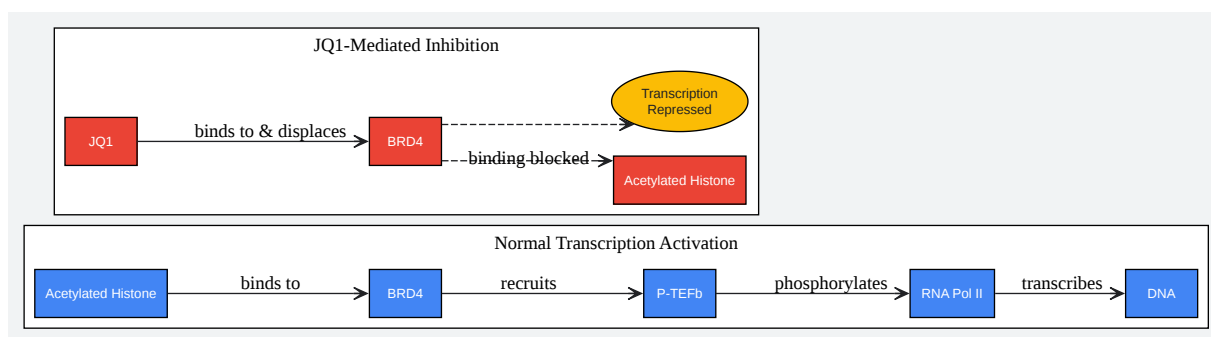 JQ1-Mediated Inhibition
Transcription
Repressed
JQ1
binds to & displaces
BRD4
binding blocked
Acetylated Histone
Normal Transcription Activation
Acetylated Histone
binds to
BRD4
recruits
P-TEFb
phosphorylates
RNA Pol II
transcribes
DNA